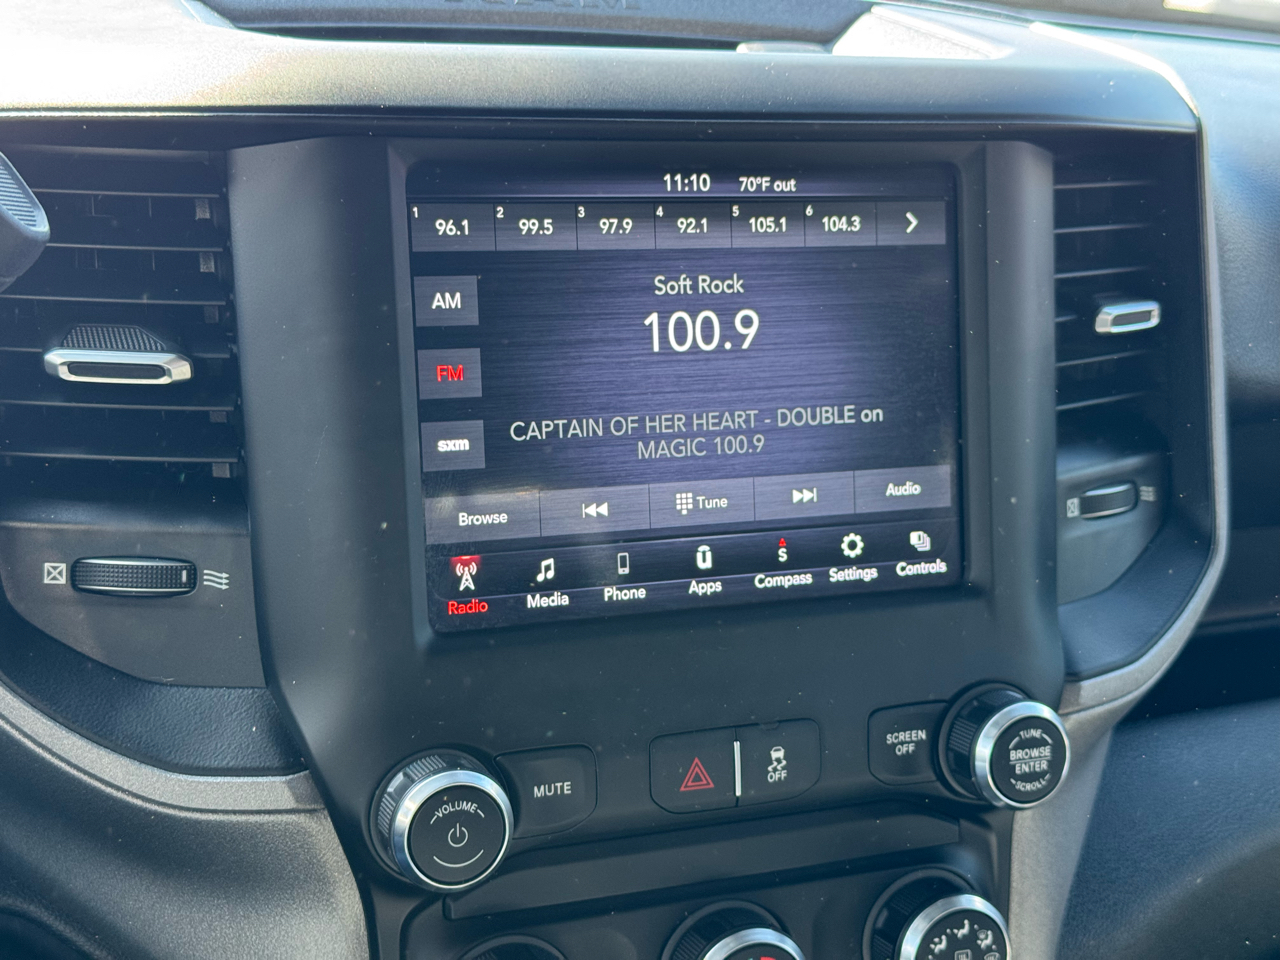 11:10 70°F out
1 96.1 2 99.5 3 97.9 4 92.1 5 105.1 6 104.3
AM
Soft Rock
100.9
FM
sxm
CAPTAIN OF HER HEART - DOUBLE on
MAGIC 100.9
Browse Tune Audio
S
Radio Media Phone Apps Compass Settings Controls
MUTE
OFF
SCREEN
OFF
VOLUME
TUNE
BROWSE
ENTER
SCROLL